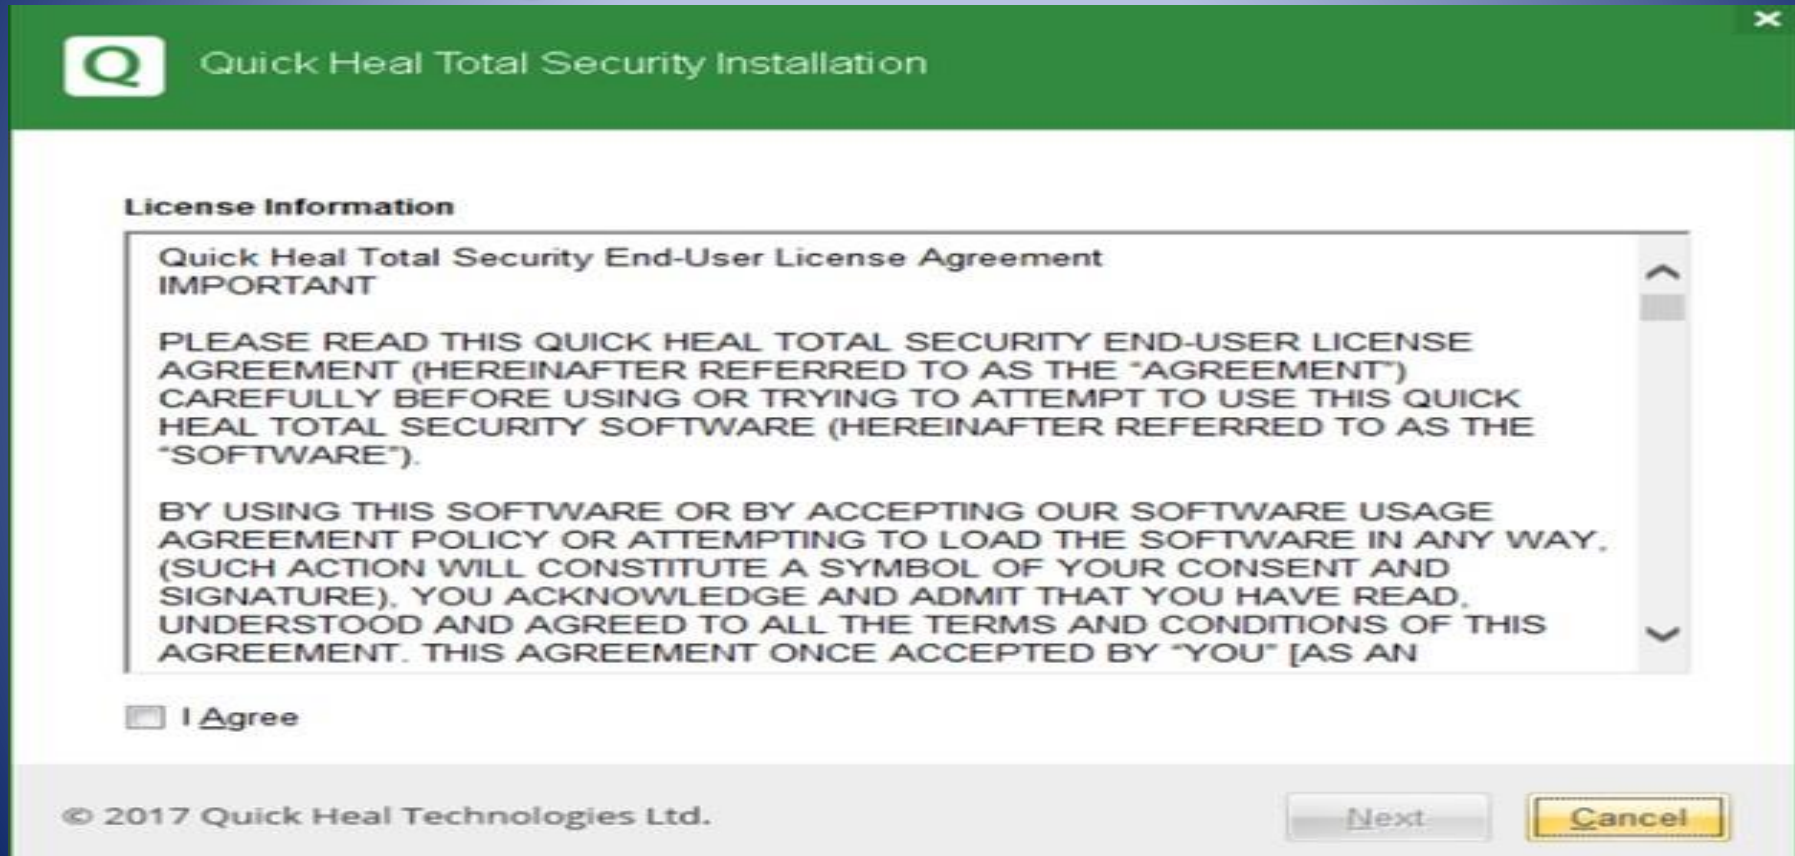 Q
Quick Heal Total Security Installation
License Information
Quick Heal Total Security End-User License Agreement
IMPORTANT
PLEASE READ THIS QUICK HEAL TOTAL SECURITY END-USER LICENSE
AGREEMENT (HEREINAFTER REFERRED TO AS THE "AGREEMENT")
CAREFULLY BEFORE USING OR TRYING TO ATTEMPT TO USE THIS QUICK
HEAL TOTAL SECURITY SOFTWARE (HEREINAFTER REFERRED TO AS THE
"SOFTWARE").
BY USING THIS SOFTWARE OR BY ACCEPTING OUR SOFTWARE USAGE
AGREEMENT POLICY OR ATTEMPTING TO LOAD THE SOFTWARE IN ANY WAY,
(SUCH ACTION WILL CONSTITUTE A SYMBOL OF YOUR CONSENT AND
SIGNATURE), YOU ACKNOWLEDGE AND ADMIT THAT YOU HAVE READ,
UNDERSTOOD AND AGREED TO ALL THE TERMS AND CONDITIONS OF THIS
AGREEMENT. THIS AGREEMENT ONCE ACCEPTED BY "YOU" [AS AN
I Agree
© 2017 Quick Heal Technologies Ltd.
Next
Cancel